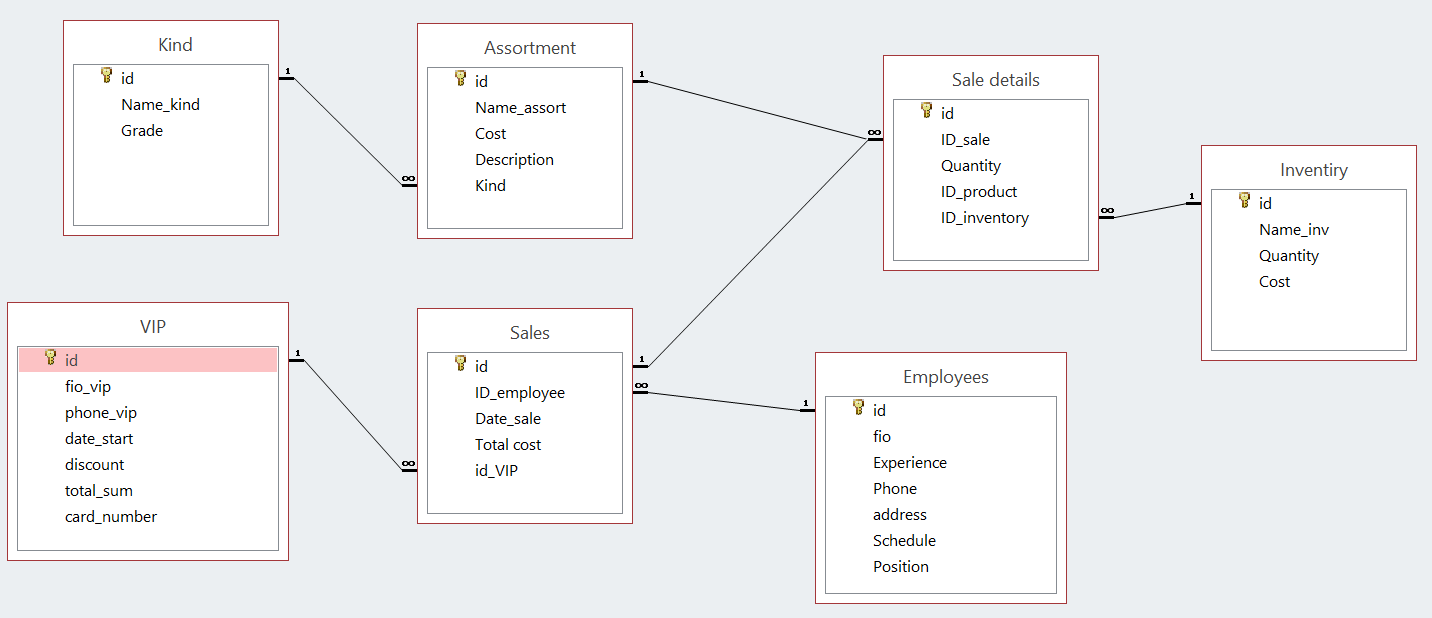 Kind
id
Name_kind
Grade
1
∞
Assortment
id
Name_assort
Cost
Description
Kind
1
∞
Sale details
id
ID_sale
Quantity
ID_product
ID_inventory
∞
1
Inventiry
id
Name_inv
Quantity
Cost
VIP
id
fio_vip
phone_vip
date_start
discount
total_sum
card_number
1
∞
Sales
id
ID_employee
Date_sale
Total cost
id_VIP
1
∞
1
Employees
id
fio
Experience
Phone
address
Schedule
Position